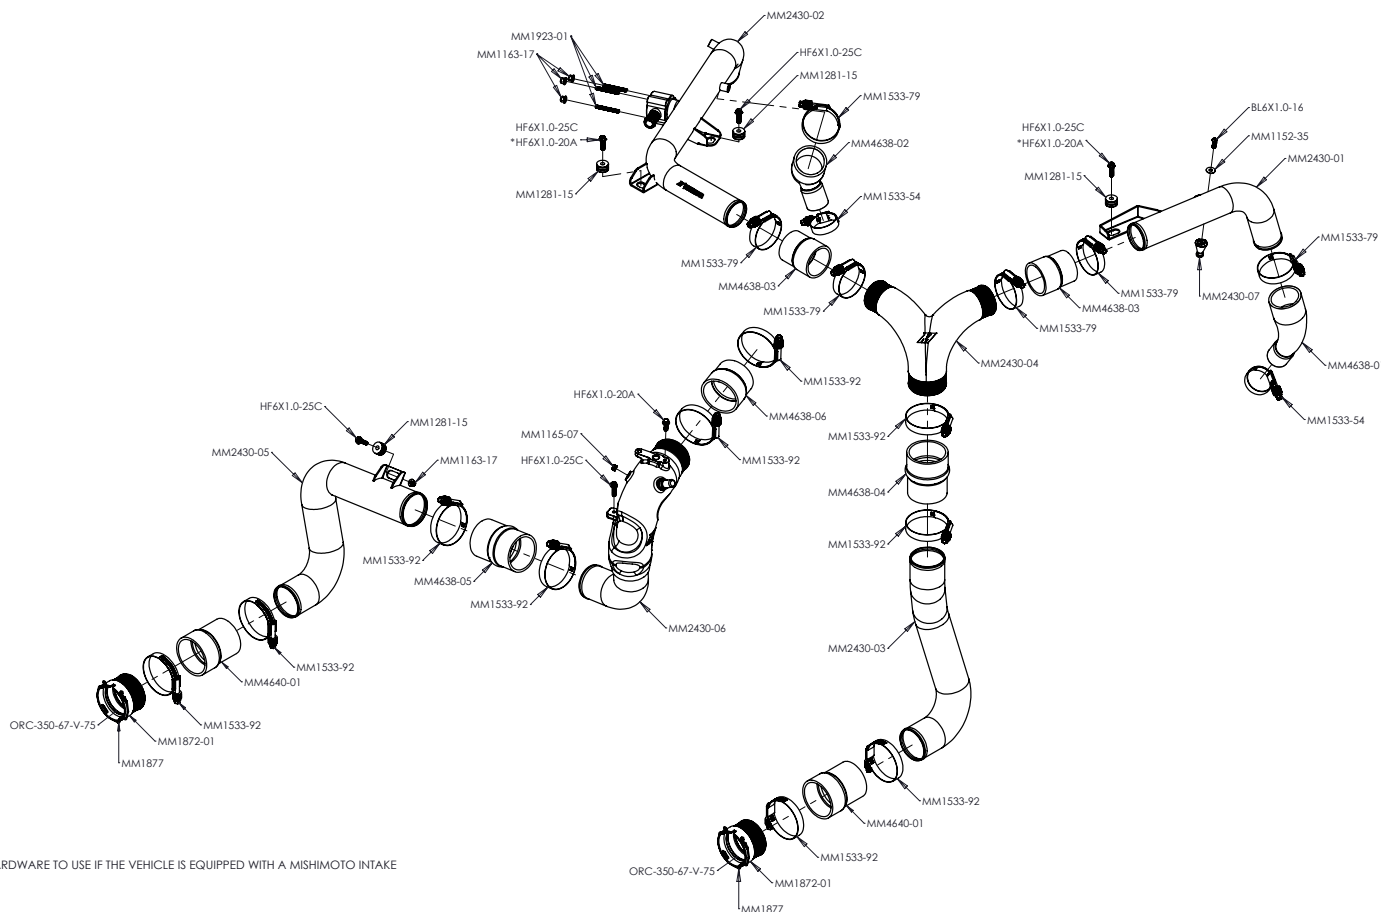 MM2430-02
MM1923-01
MM1163-17
HF6X1.0-25C
MM1281-15
MM1533-79
BL6X1.0-16
HF6X1.0-25C
*HF6X1.0-20A
MM4638-02
HF6X1.0-25C
*HF6X1.0-20A
MM1152-35
MM2430-01
MM1281-15
MM1281-15
MM1533-54
MM1533-79
MM1533-79
MM4638-03
MM1533-79
MM1533-79
MM2430-07
MM4638-03
MM1533-79
MM2430-04
MM4638-0
MM1533-92
HF6X1.0-20A
MM4638-06
MM1533-54
HF6X1.0-25C
MM1281-15
MM1165-07
MM1533-92
MM1533-92
MM2430-05
MM1163-17
HF6X1.0-25C
MM4638-04
MM1533-92
MM1533-92
MM4638-05
MM1533-92
MM2430-06
MM2430-03
MM1533-92
MM4640-01
MM1533-92
ORC-350-67-V-75
MM1872-01
MM1877
MM1533-92
MM4640-01
MM1533-92
ORC-350-67-V-75
MM1872-01
MM1877
RDWARE TO USE IF THE VEHICLE IS EQUIPPED WITH A MISHIMOTO INTAKE